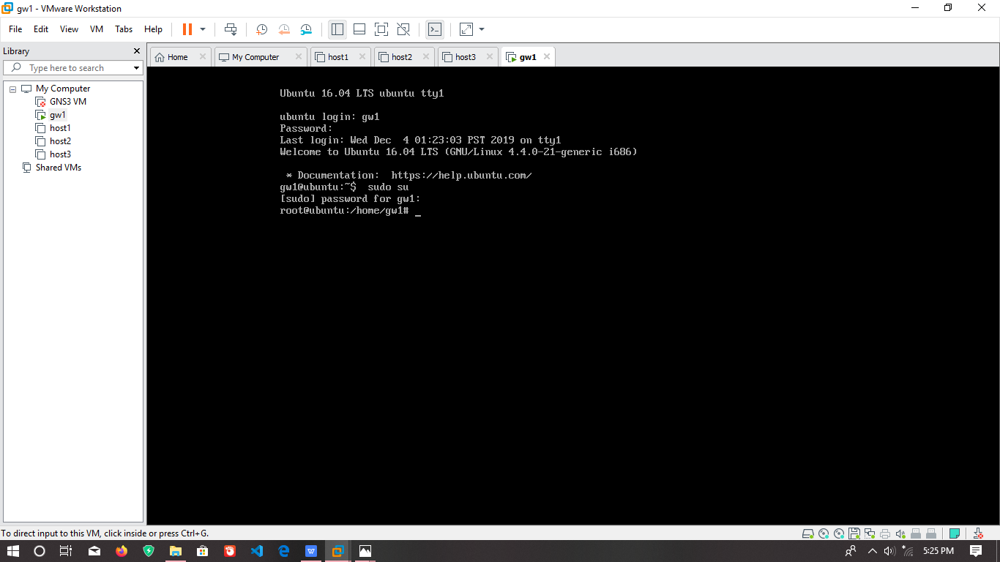 gw1 - VMware Workstation
File Edit View VM Tabs Help
Library
Type here to search
My Computer
GNS3 VM
gw1
host1
host2
host3
Shared VMs
Home My Computer host1 host2 host3 gw1
Ubuntu 16.04 LTS ubuntu tty1
ubuntu login: gw1
Password:
Last login: Wed Dec  4 01:23:03 PST 2019 on tty1
Welcome to Ubuntu 16.04 LTS (GNU/Linux 4.4.0-21-generic i686)
* Documentation:  https://help.ubuntu.com/
gw1@ubuntu:~$  sudo su
[sudo] password for gw1:
root@ubuntu:/home/gw1# _
To direct input to this VM, click inside or press Ctrl+G.
5:25 PM